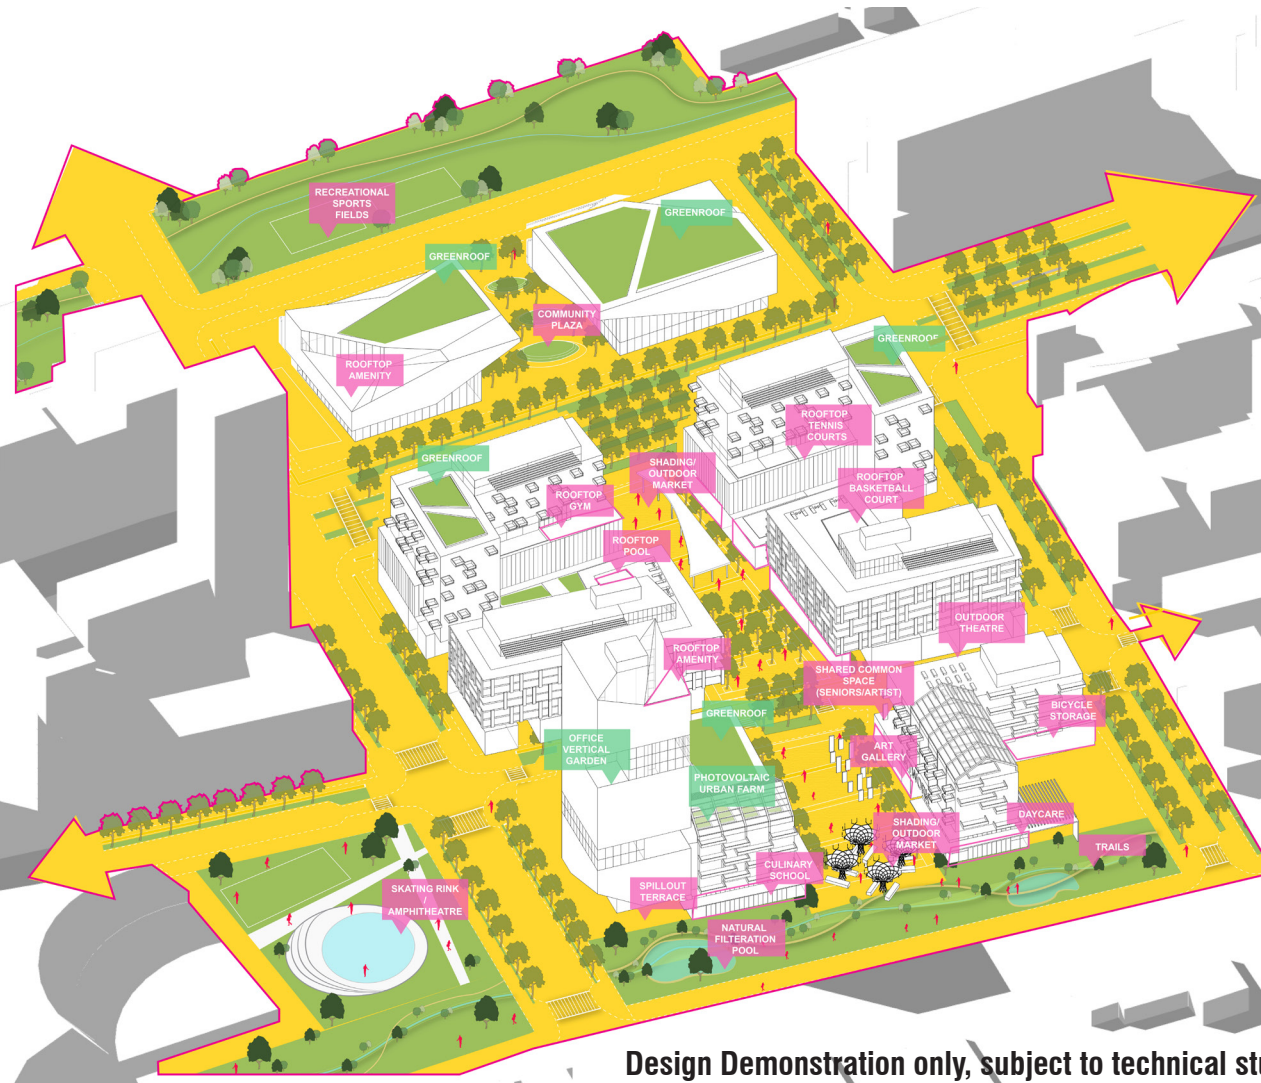 RECREATIONAL
SPORTS
FIELDS
GREENROOF
GREENROOF
COMMUNITY
PLAZA
ROOFTOP
AMENITY
GREENROOF
ROOFTOP
TENNIS
COURTS
GREENROOF
SHADING/
OUTDOOR
MARKET
ROOFTOP
GYM
ROOFTOP
BASKETBALL
COURT
ROOFTOP
POOL
OUTDOOR
THEATRE
ROOFTOP
AMENITY
SHARED COMMON
SPACE
(SENIORS/ARTIST)
GREENROOF
BICYCLE
STORAGE
OFFICE
VERTICAL
GARDEN
ART
GALLERY
PHOTOVOLTAIC
URBAN FARM
SHADING/
OUTDOOR
MARKET
DAYCARE
TRAILS
CULINARY
SCHOOL
SPILLOUT
TERRACE
SKATING RINK
/
AMPHITHEATRE
NATURAL
FILTERATION
POOL
Design Demonstration only, subject to technical